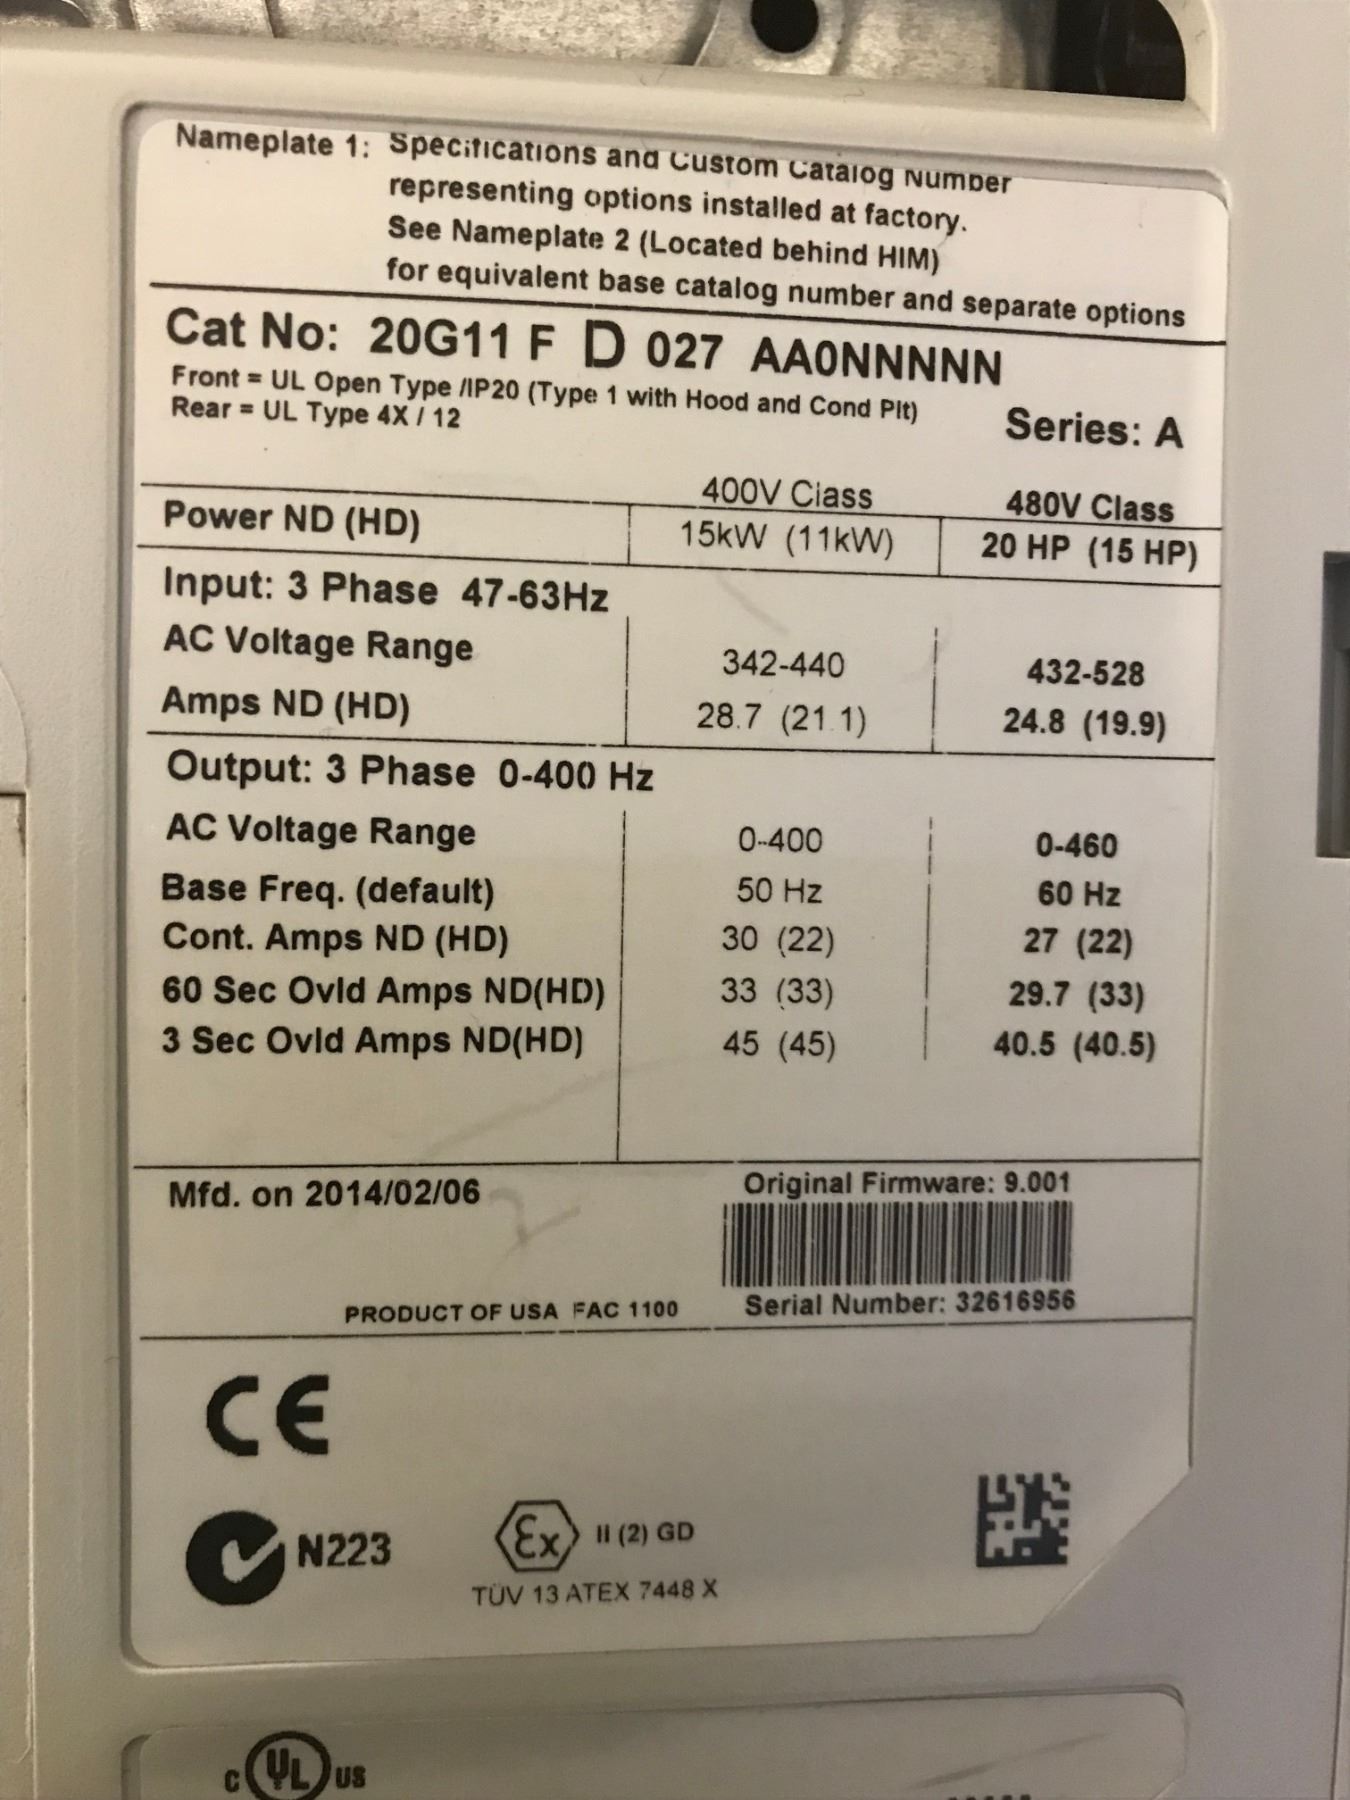 Nameplate 1: Specifications and Custom Catalog Number
representing options installed at factory.
See Nameplate 2 (Located behind HIM)
for equivalent base catalog number and separate options
Cat No: 20G11 F D 027 AA0NNNNN
Front = UL Open Type /IP20 (Type 1 with Hood and Cond Plt)
Rear = UL Type 4X / 12
Series: A
400V Class 480V Class
Power ND (HD) 15kW (11kW) 20 HP (15 HP)
Input: 3 Phase 47-63Hz
AC Voltage Range 342-440 432-528
Amps ND (HD) 28.7 (21.1) 24.8 (19.9)
Output: 3 Phase 0-400 Hz
AC Voltage Range 0-400 0-460
Base Freq. (default) 50 Hz 60 Hz
Cont. Amps ND (HD) 30 (22) 27 (22)
60 Sec Ovld Amps ND(HD) 33 (33) 29.7 (33)
3 Sec Ovld Amps ND(HD) 45 (45) 40.5 (40.5)
Mfd. on 2014/02/06 Original Firmware: 9.001
PRODUCT OF USA FAC 1100 Serial Number: 32616956
CE
N223
Ex II (2) GD
TÜV 13 ATEX 7448 X
C UL US